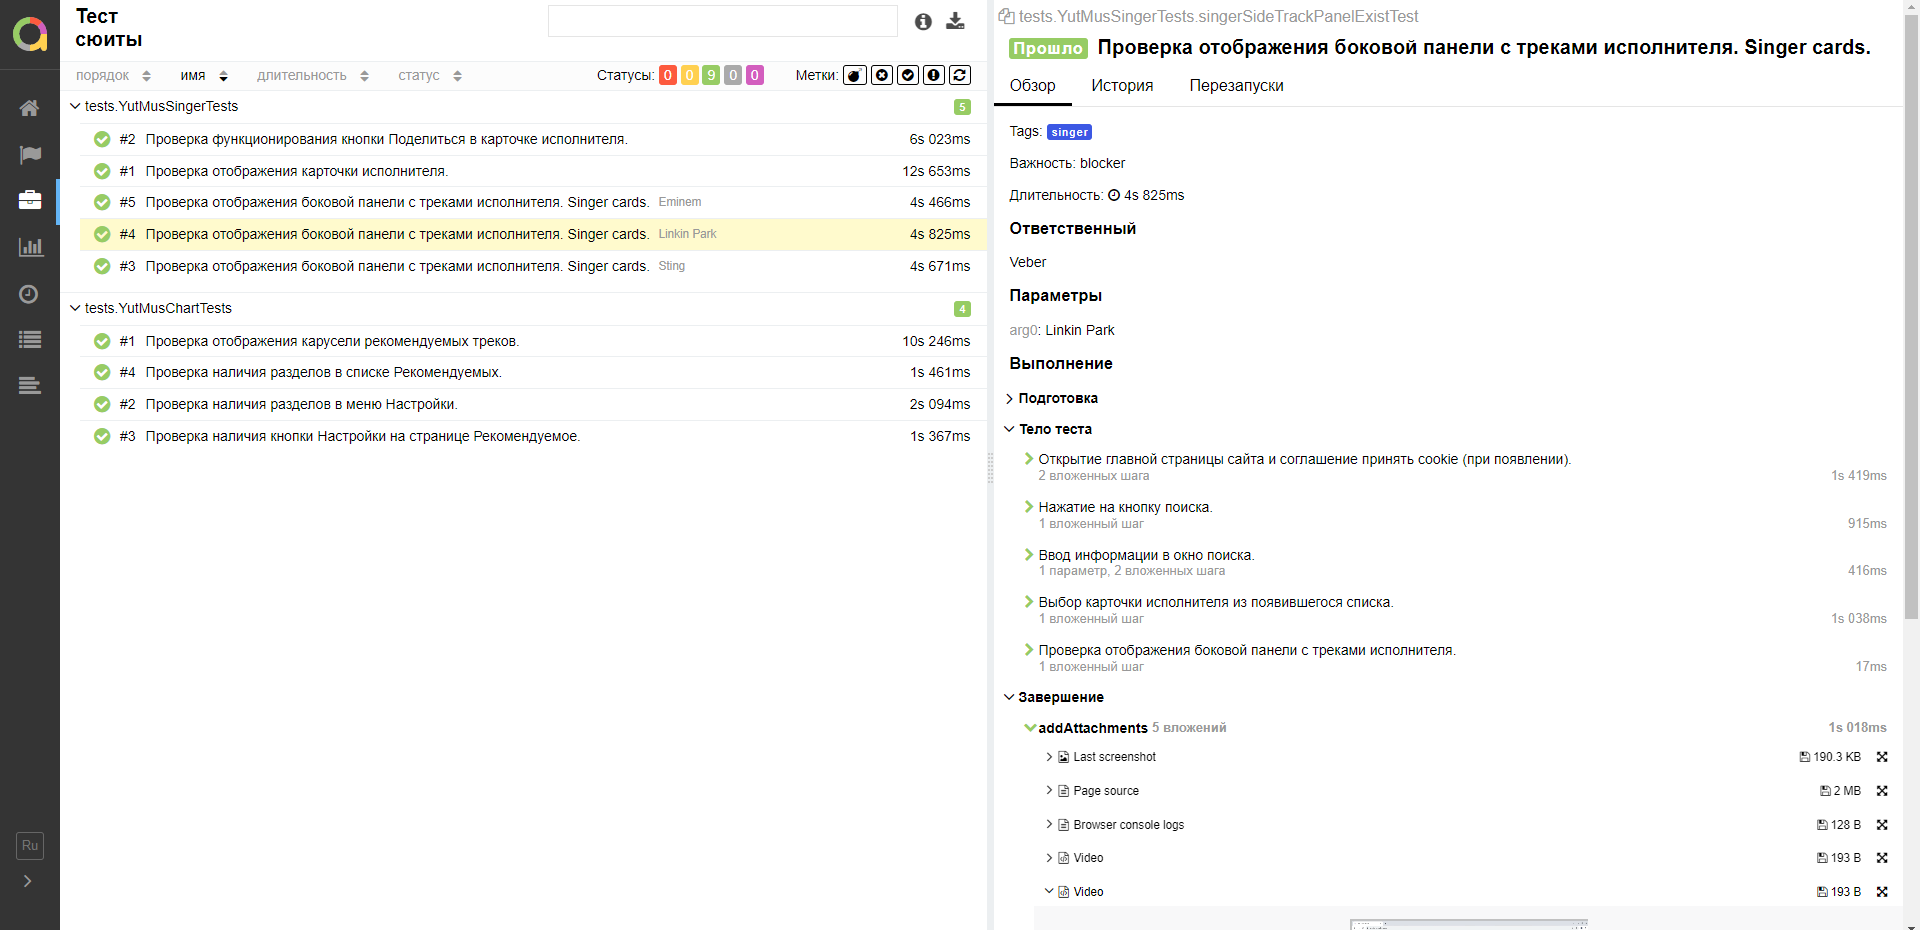 Тест
сюиты
порядок имя длительность статус Статусы: 0 0 9 0 0 Метки:
tests.YutMusSingerTests 5
#2 Проверка функционирования кнопки Поделиться в карточке исполнителя. 6s 023ms
#1 Проверка отображения карточки исполнителя. 12s 653ms
#5 Проверка отображения боковой панели с треками исполнителя. Singer cards. Eminem 4s 466ms
#4 Проверка отображения боковой панели с треками исполнителя. Singer cards. Linkin Park 4s 825ms
#3 Проверка отображения боковой панели с треками исполнителя. Singer cards. Sting 4s 671ms
tests.YutMusChartTests 4
#1 Проверка отображения карусели рекомендуемых треков. 10s 246ms
#4 Проверка наличия разделов в списке Рекомендуемых. 1s 461ms
#2 Проверка наличия разделов в меню Настройки. 2s 094ms
#3 Проверка наличия кнопки Настройки на странице Рекомендуемое. 1s 367ms
Ru
tests.YutMusSingerTests.singerSideTrackPanelExistTest
Прошло Проверка отображения боковой панели с треками исполнителя. Singer cards.
Обзор История Перезапуски
Tags: singer
Важность: blocker
Длительность: 4s 825ms
Ответственный
Veber
Параметры
arg0: Linkin Park
Выполнение
Подготовка
Тело теста
Открытие главной страницы сайта и соглашение принять cookie (при появлении).
2 вложенных шага 1s 419ms
Нажатие на кнопку поиска.
1 вложенный шаг 915ms
Ввод информации в окно поиска.
1 параметр, 2 вложенных шага 416ms
Выбор карточки исполнителя из появившегося списка.
1 вложенный шаг 1s 038ms
Проверка отображения боковой панели с треками исполнителя.
1 вложенный шаг 17ms
Завершение
addAttachments 5 вложений 1s 018ms
Last screenshot 190.3 KB
Page source 2 MB
Browser console logs 128 B
Video 193 B
Video 193 B